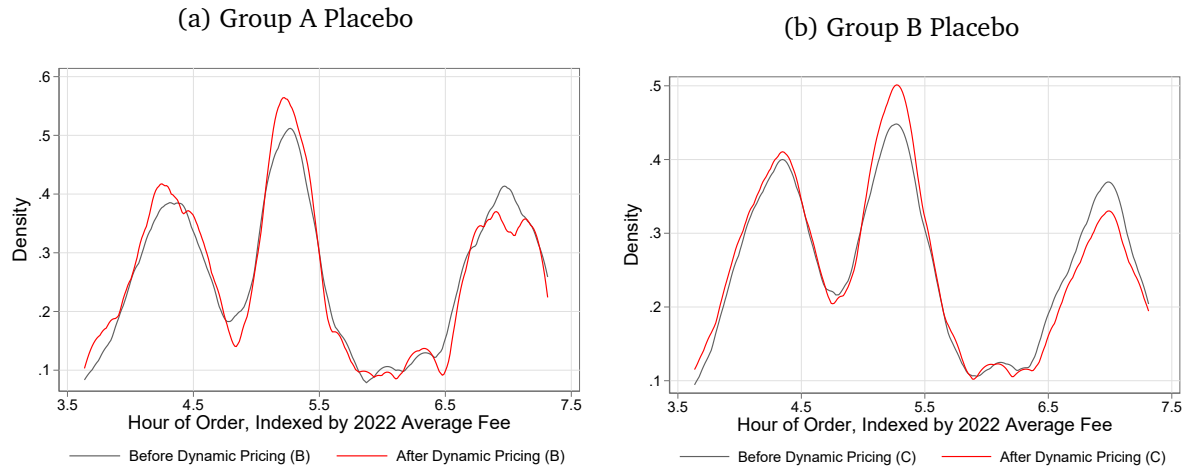 (a) Group A Placebo
.6
.5
.4
.3
.2
.1
Density
3.5 4.5 5.5 6.5 7.5
Hour of Order, Indexed by 2022 Average Fee
Before Dynamic Pricing (B) After Dynamic Pricing (B)
(b) Group B Placebo
.5
.4
.3
.2
.1
Density
3.5 4.5 5.5 6.5 7.5
Hour of Order, Indexed by 2022 Average Fee
Before Dynamic Pricing (C) After Dynamic Pricing (C)